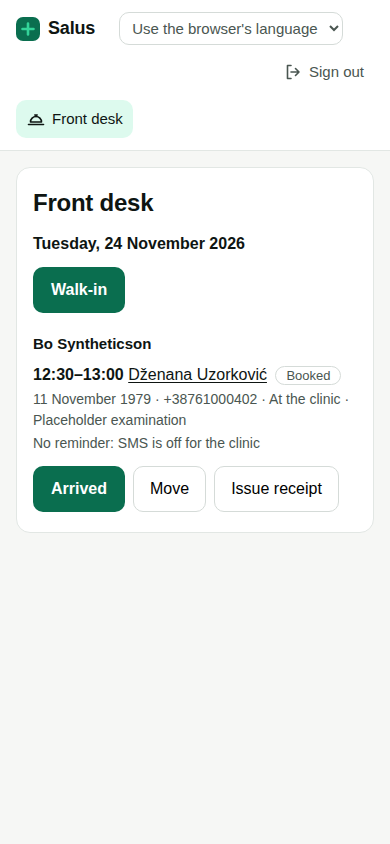 Salus
Use the browser's language
Sign out
Front desk
Front desk
Tuesday, 24 November 2026
Walk-in
Bo Syntheticson
12:30–13:00 Dženana Uzorković Booked
11 November 1979 · +38761000402 · At the clinic ·
Placeholder examination
No reminder: SMS is off for the clinic
Arrived Move Issue receipt